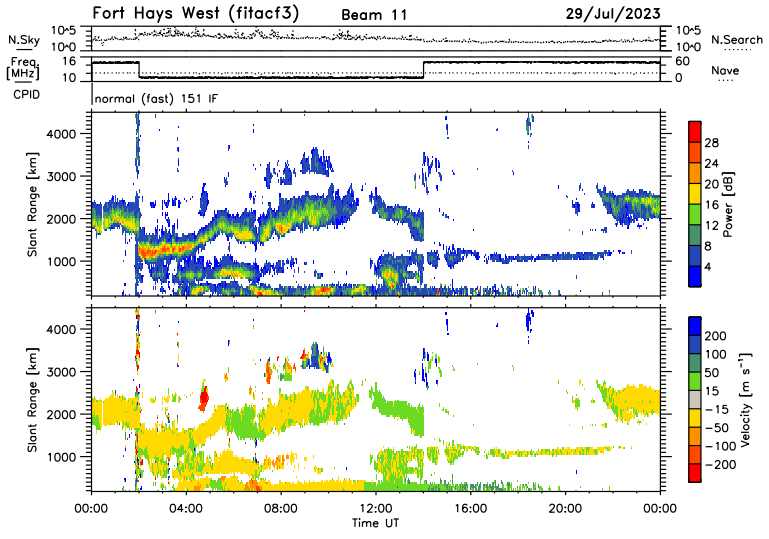 Fort Hays West (fitacf3) Beam 11 29/Jul/2023
N.Sky 10^5 10^0 10^5 10^0 N.Search
Freq. [MHz] 16 10 60 0 Nave
CPID normal (fast) 151 IF
Slant Range [km] 4000 3000 2000 1000
Power [dB] 28 24 20 16 12 8 4
Slant Range [km] 4000 3000 2000 1000
Velocity [m s^-1] 200 100 50 15 -15 -50 -100 -200
00:00 04:00 08:00 12:00 16:00 20:00 00:00
Time UT